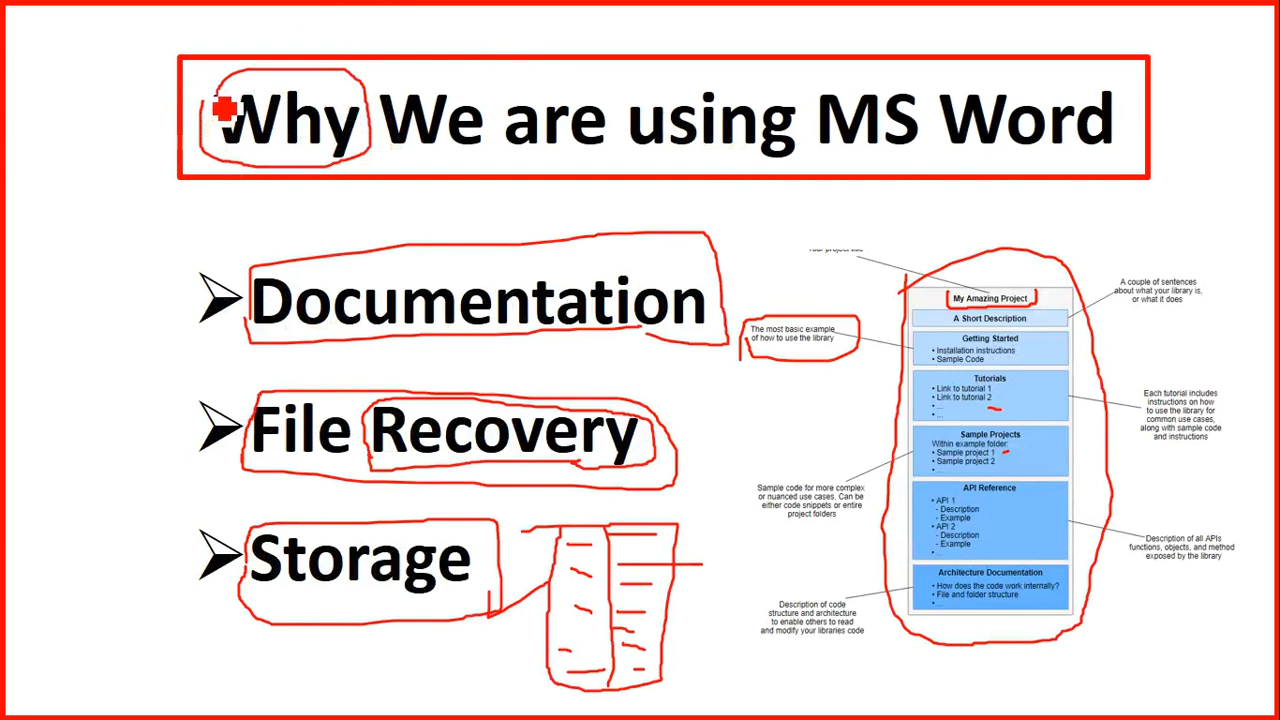 Why We are using MS Word
Documentation
File Recovery
Storage
My Amazing Project
A Short Description
Getting Started
• Installation instructions
• Sample Code
Tutorials
• Link to tutorial 1
• Link to tutorial 2
• ...
• ...
Sample Projects
Within example folder:
• Sample project 1
• Sample project 2
• ...
API Reference
• API 1
- Description
- Example
• API 2
- Description
- Example
• ...
Architecture Documentation
• How does the code work internally?
• File and folder structure
• ...
The most basic example
of how to use the library
Sample code for more complex
or nuanced use cases. Can be
either code snippets or entire
project folders
Description of code
structure and architecture
to enable others to read
and modify your libraries code
A couple of sentences
about what your library is,
or what it does
Each tutorial includes
instructions on how
to use the library for
common use cases,
along with sample code
and instructions
Description of all APIs
functions, objects, and method
exposed by the library